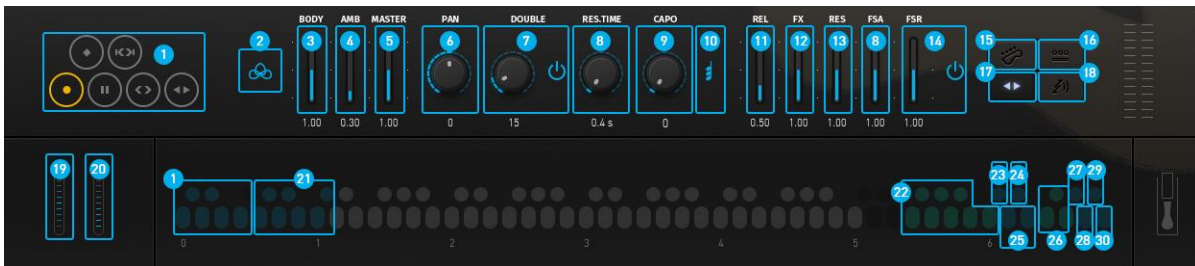 BODY AMB MASTER PAN DOUBLE RES.TIME CAPO REL FX RES FSA FSR
1 2 3 4 5 6 7 8 9 10 11 12 13 8 14 15 16
17 18
1.00 0.30 1.00 0 15 0.4 s 0 0.50 1.00 1.00 1.00 1.00
19 20 1 21 22 23 24 27 29
0 1 2 3 4 5 6 25 26 28 30